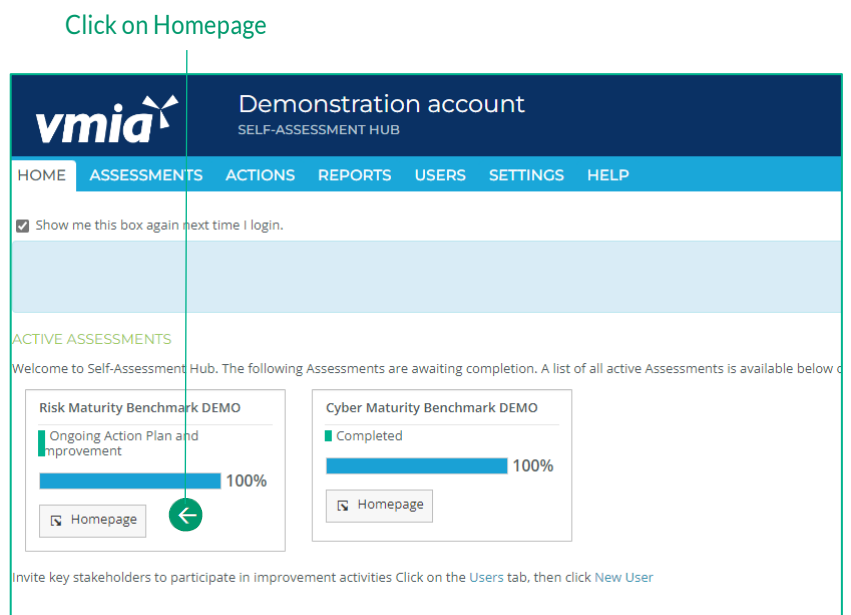 Click on Homepage
vmia
Demonstration account
SELF-ASSESSMENT HUB
HOME ASSESSMENTS ACTIONS REPORTS USERS SETTINGS HELP
Show me this box again next time I login.
ACTIVE ASSESSMENTS
Welcome to Self-Assessment Hub. The following Assessments are awaiting completion. A list of all active Assessments is available below
Risk Maturity Benchmark DEMO
Ongoing Action Plan and
mprovement
100%
Homepage
Cyber Maturity Benchmark DEMO
Completed
100%
Homepage
Invite key stakeholders to participate in improvement activities Click on the Users tab, then click New User